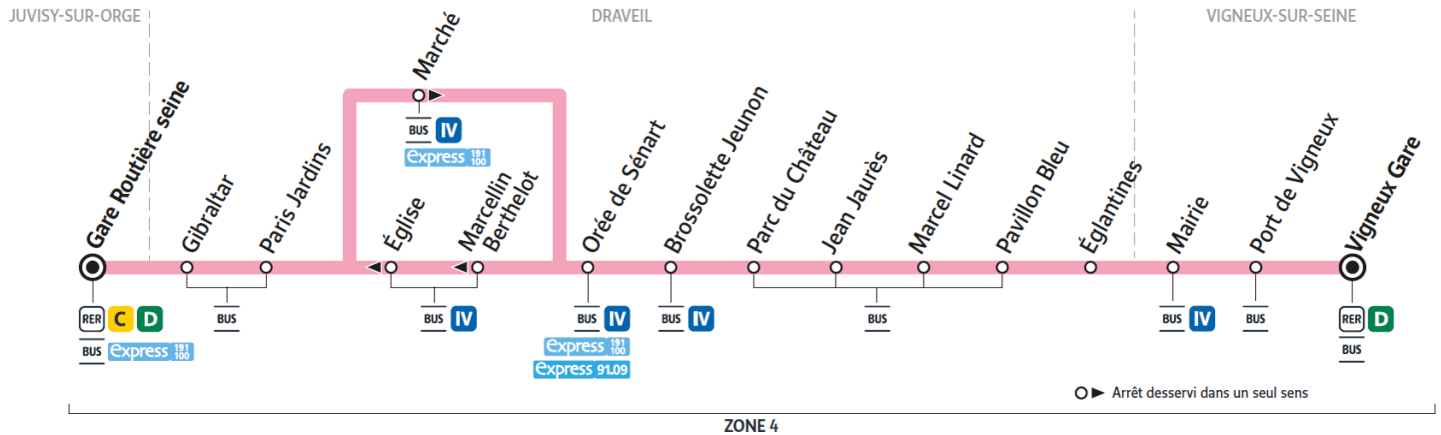 JUVISY-SUR-ORGE
DRAVEIL
VIGNEUX-SUR-SEINE
Gare Routière seine
Gibraltar
Paris Jardins
Marché
Église
Marcellin
Berthelot
Orée de Sénart
Brossolette Jeunon
Parc du Château
Jean Jaurès
Marcel Linard
Pavillon Bleu
Églantines
Mairie
Port de Vigneux
Vigneux Gare
BUS IV
express 191
100
RER C D
BUS express 191
100
BUS
BUS IV
BUS IV
express 191
100
express 91.09
BUS IV
BUS
BUS IV
BUS
RER D
BUS
Arrêt desservi dans un seul sens
ZONE 4